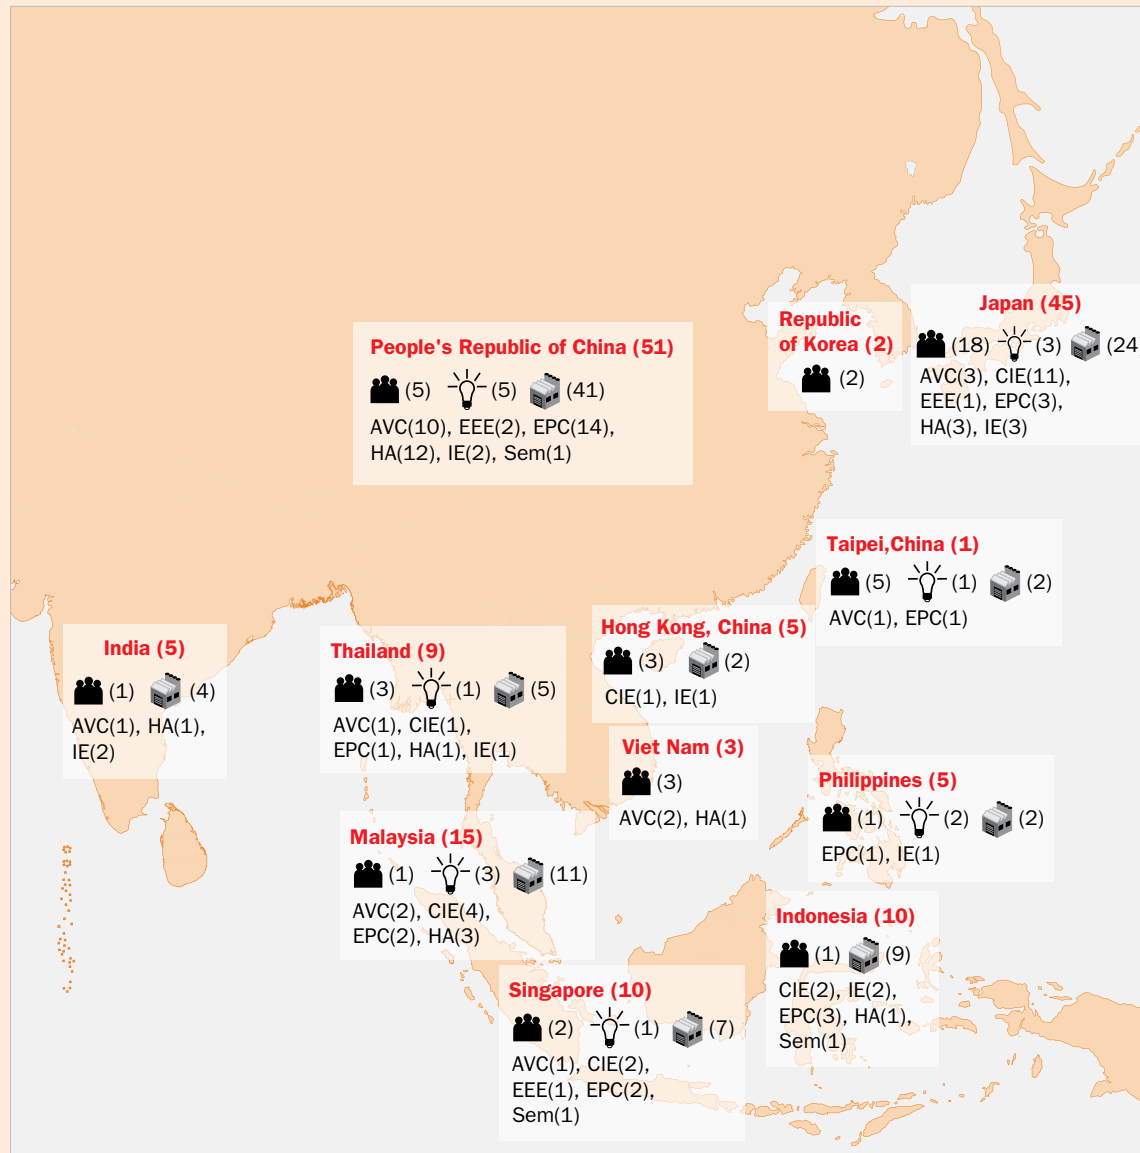 Japan (45)
(18) (3) (24
AVC(3), CIE(11),
EEE(1), EPC(3),
HA(3), IE(3)
Republic
of Korea (2)
(2)
People's Republic of China (51)
(5) (5) (41)
AVC(10), EEE(2), EPC(14),
HA(12), IE(2), Sem(1)
Taipei,China (1)
(5) (1) (2)
AVC(1), EPC(1)
Hong Kong, China (5)
(3) (2)
CIE(1), IE(1)
India (5)
(1) (4)
AVC(1), HA(1),
IE(2)
Thailand (9)
(3) (1) (5)
AVC(1), CIE(1),
EPC(1), HA(1), IE(1)
Viet Nam (3)
(3)
AVC(2), HA(1)
Philippines (5)
(1) (2) (2)
EPC(1), IE(1)
Malaysia (15)
(1) (3) (11)
AVC(2), CIE(4),
EPC(2), HA(3)
Indonesia (10)
(1) (9)
CIE(2), IE(2),
EPC(3), HA(1),
Sem(1)
Singapore (10)
(2) (1) (7)
AVC(1), CIE(2),
EEE(1), EPC(2),
Sem(1)